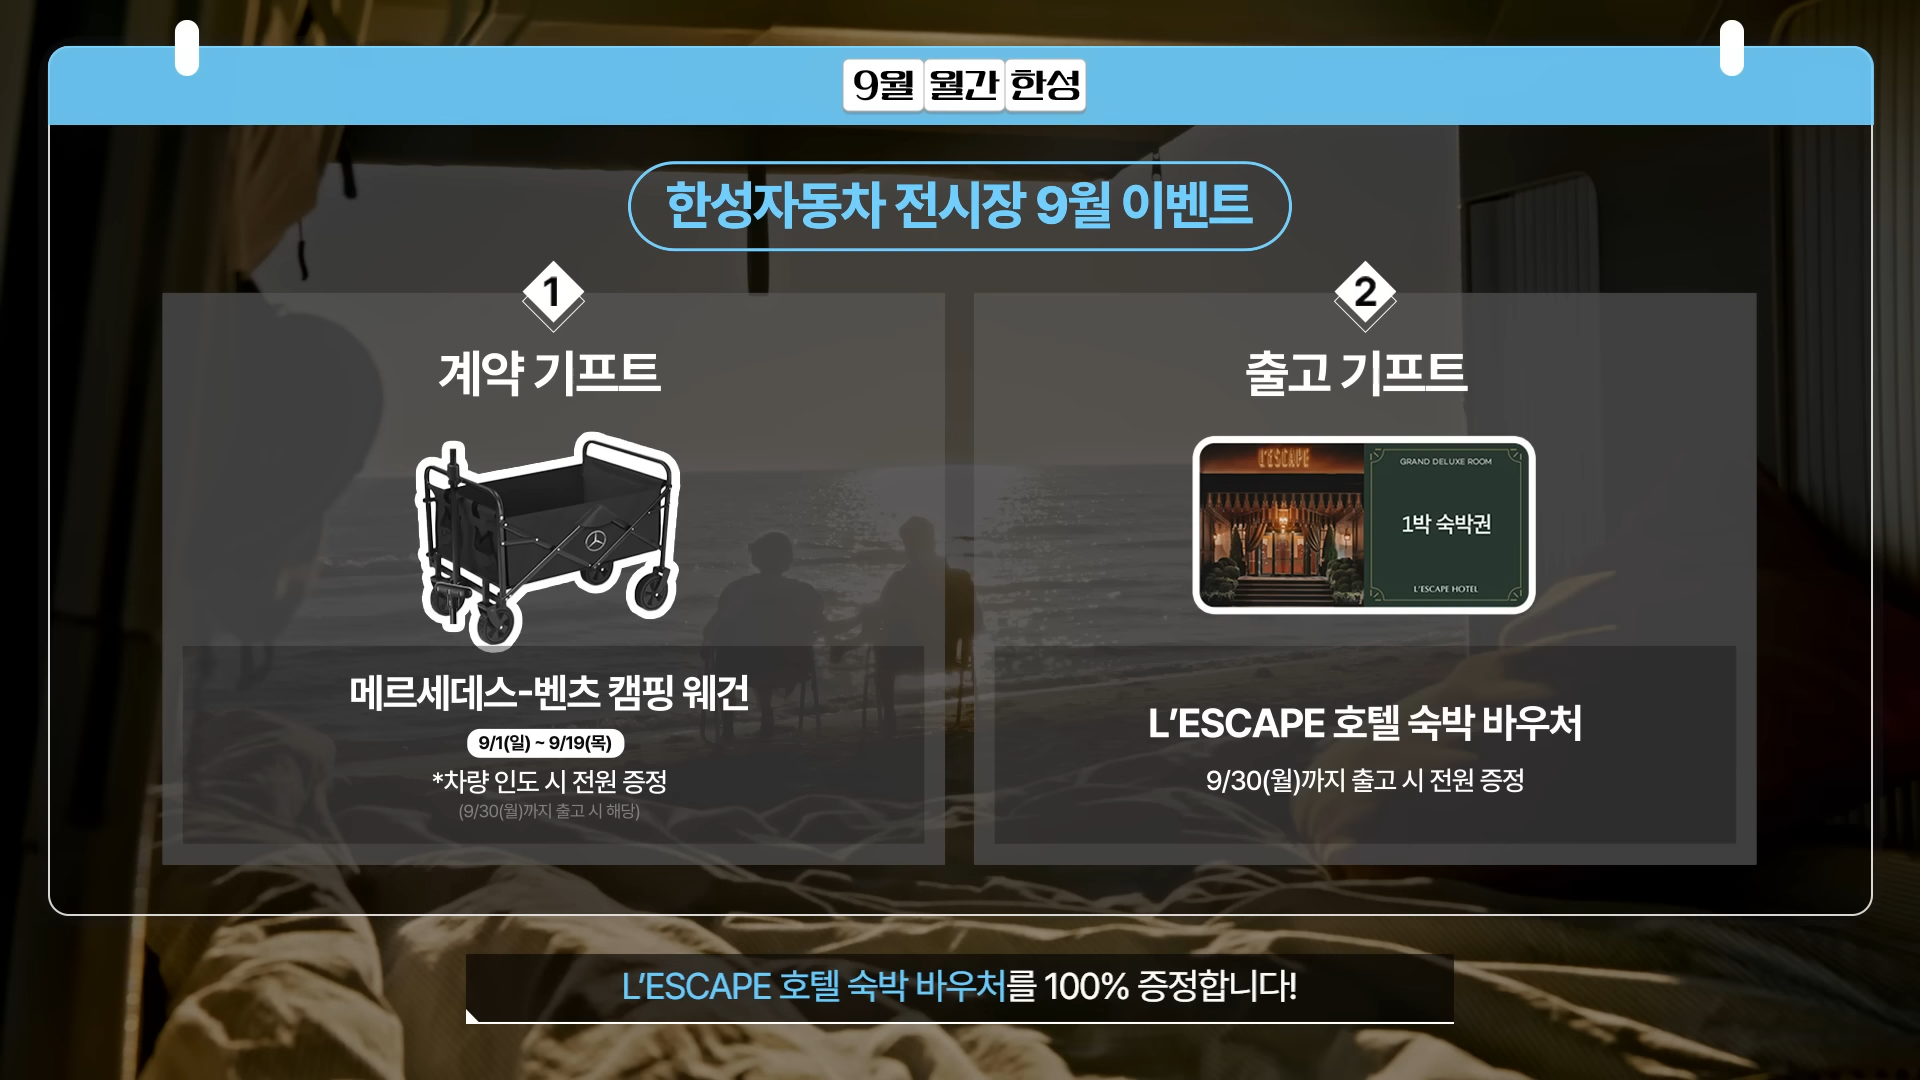 9월 월간 한성
한성자동차 전시장 9월 이벤트
1
계약 기프트
메르세데스-벤츠 캠핑 웨건
9/1(일) ~ 9/19(목)
*차량 인도 시 전원 증정
(9/30(월)까지 출고 시 해당)
2
출고 기프트
L'ESCAPE
GRAND DELUXE ROOM
1박 숙박권
L'ESCAPE HOTEL
L'ESCAPE 호텔 숙박 바우처
9/30(월)까지 출고 시 전원 증정
L'ESCAPE 호텔 숙박 바우처를 100% 증정합니다!